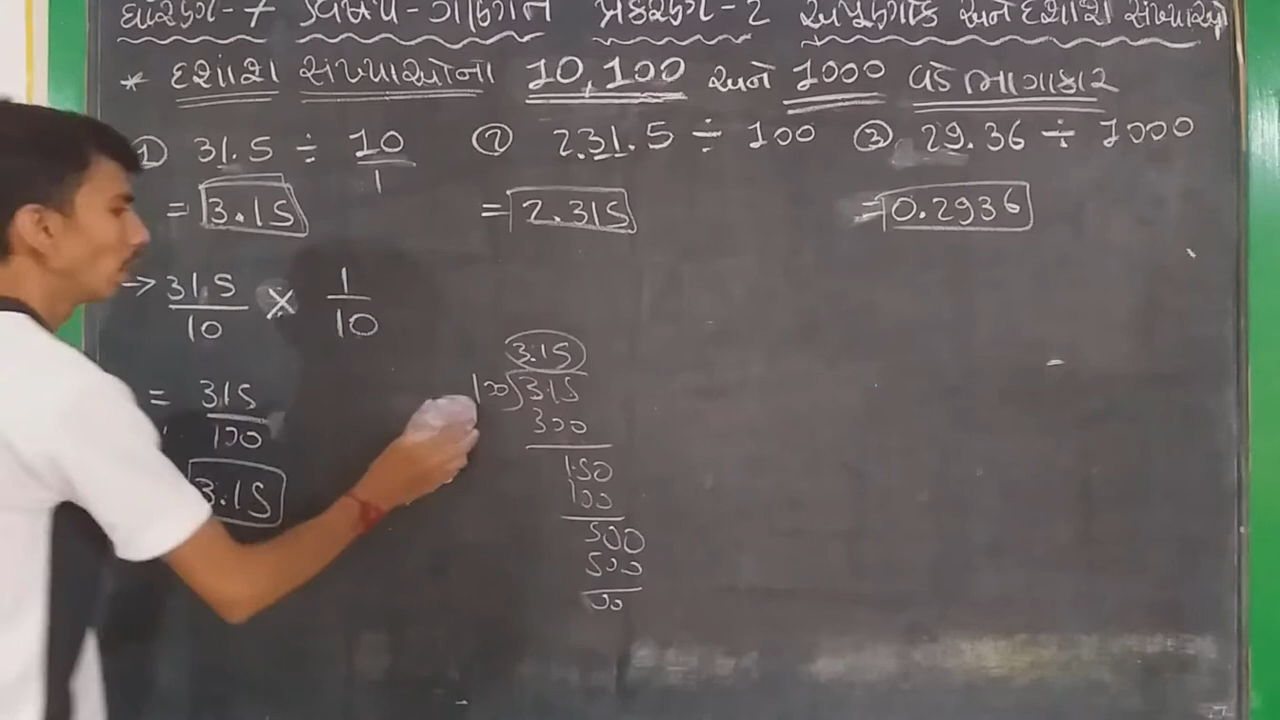 ધોરણ - 7 વિષય - ગણિત પ્રકરણ - 2 અપૂર્ણાંક અને દશાંશ સંખ્યાઓ
* દશાંશ સંખ્યાઓના 10, 100 અને 1000 વડે ભાગાકાર
① 31.5 ÷ 10/1 ② 231.5 ÷ 100 ③ 29.36 ÷ 1000
= 3.15 = 2.315 = 0.2936
→ 315/10 × 1/10
= 315/100
3.15
3.15
100)315
300
150
100
500
500
00